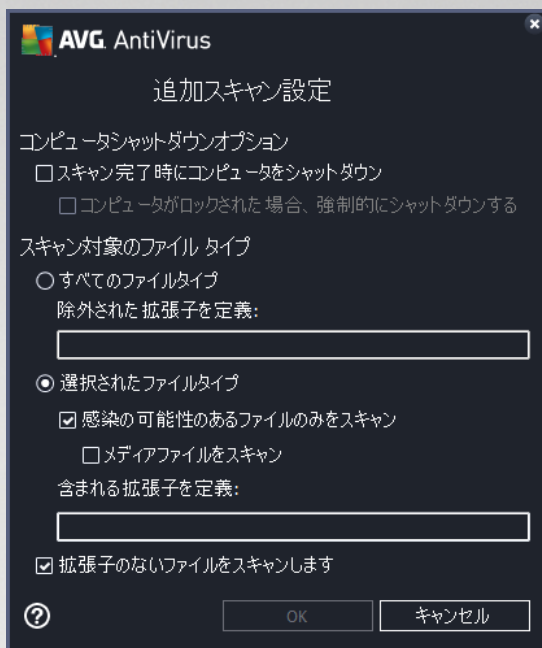 AVG. AntiVirus
追加スキャン設定
コンピュータシャットダウンオプション
スキャン完了時にコンピュータをシャットダウン
コンピュータがロックされた場合、強制的にシャットダウンする
スキャン対象のファイル タイプ
すべてのファイルタイプ
除外された拡張子を定義:
選択されたファイルタイプ
感染の可能性のあるファイルのみをスキャン
メディアファイルをスキャン
含まれる拡張子を定義:
拡張子のないファイルをスキャンします
OK キャンセル